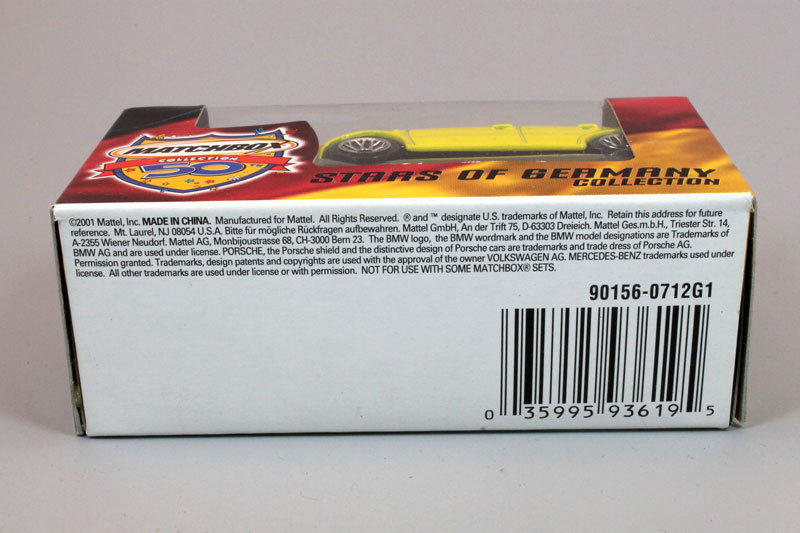 MATCHBOX
COLLECTION
50
STARS OF GERMANY
COLLECTION
©2001 Mattel, Inc. MADE IN CHINA. Manufactured for Mattel. All Rights Reserved. ® and ™ designate U.S. trademarks of Mattel, Inc. Retain this address for future
reference. Mt. Laurel, NJ 08054 U.S.A. Bitte für mögliche Rückfragen aufbewahren. Mattel GmbH, An der Trift 75, D-63303 Dreieich. Mattel Ges.m.b.H., Triester Str. 14,
A-2355 Wiener Neudorf. Mattel AG, Monbijoustrasse 68, CH-3000 Bern 23. The BMW logo, the BMW wordmark and the BMW model designations are Trademarks of
BMW AG and are used under license. PORSCHE, the Porsche shield and the distinctive design of Porsche cars are trademarks and trade dress of Porsche AG.
Permission granted. Trademarks, design patents and copyrights are used with the approval of the owner VOLKSWAGEN AG. MERCEDES-BENZ trademarks used under
license. All other trademarks are used under license or with permission. NOT FOR USE WITH SOME MATCHBOX® SETS.
90156-0712G1
0 35995 93619 5